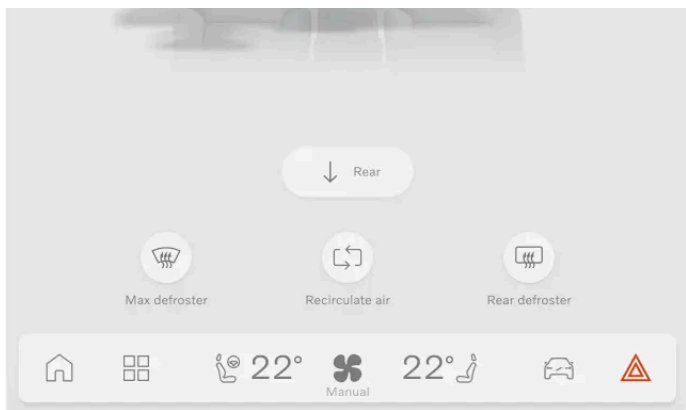 Rear
Max defroster
Recirculate air
Rear defroster
22°
22°
Manual